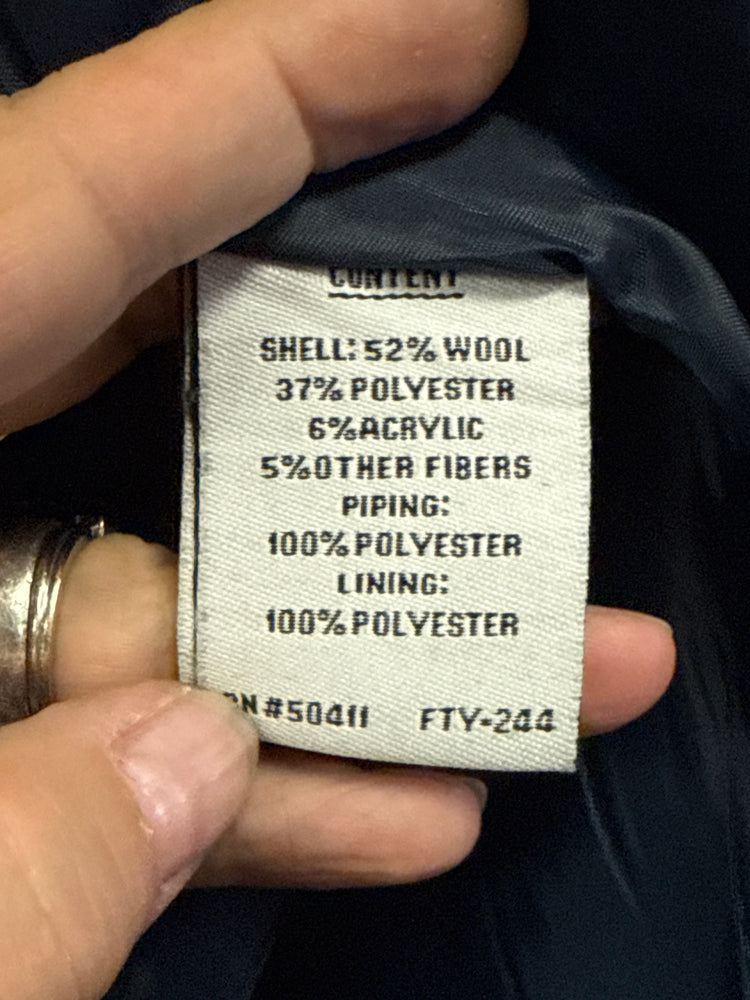 CONTENT
SHELL: 52% WOOL
37% POLYESTER
6%ACRYLIC
5%OTHER FIBERS
PIPING:
100%POLYESTER
LINING:
100%POLYESTER
RN #50411 FTY-244